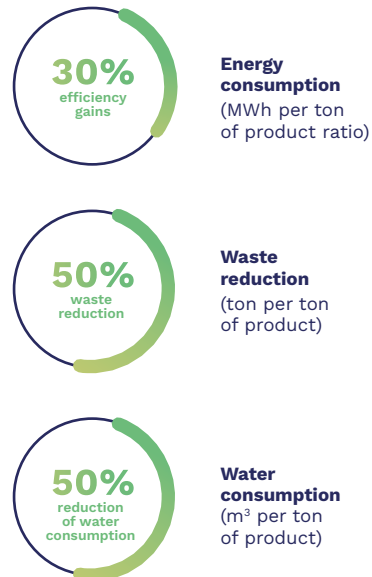 30%
efficiency
gains
Energy
consumption
(MWh per ton
of product ratio)
50%
waste
reduction
Waste
reduction
(ton per ton
of product)
50%
reduction
of water
consumption
Water
consumption
(m³ per ton
of product)